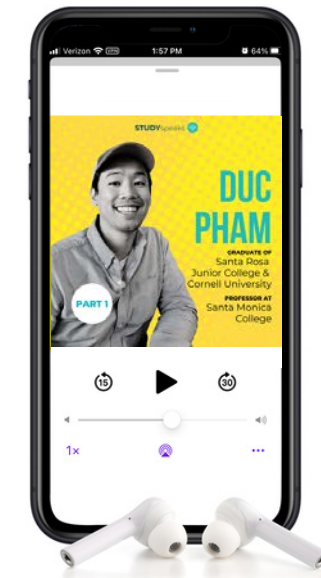 Verizon VPN 1:57 PM 64%
STUDYspeaks
DUC
PHAM
GRADUATE OF
Santa Rosa
Junior College &
Cornell University
PROFESSOR AT
Santa Monica
College
PART 1
15 30
1×